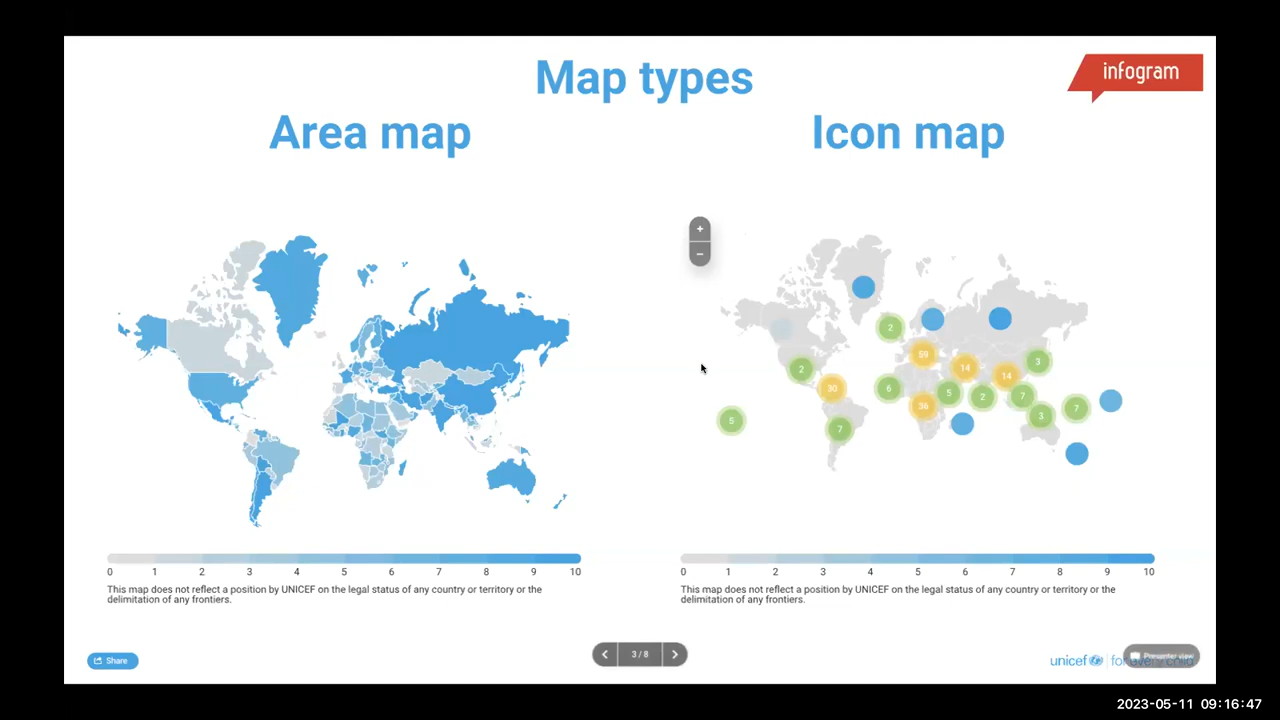 Map types
infogram
Area map
Icon map
+
−
2
59
14
14
3
2
30
6
5
2
7
36
7
3
7
5
0 1 2 3 4 5 6 7 8 9 10
This map does not reflect a position by UNICEF on the legal status of any country or territory or the
delimitation of any frontiers.
0 1 2 3 4 5 6 7 8 9 10
This map does not reflect a position by UNICEF on the legal status of any country or territory or the
delimitation of any frontiers.
Share
3 / 8
unicef
Presenter view
2023-05-11 09:16:47